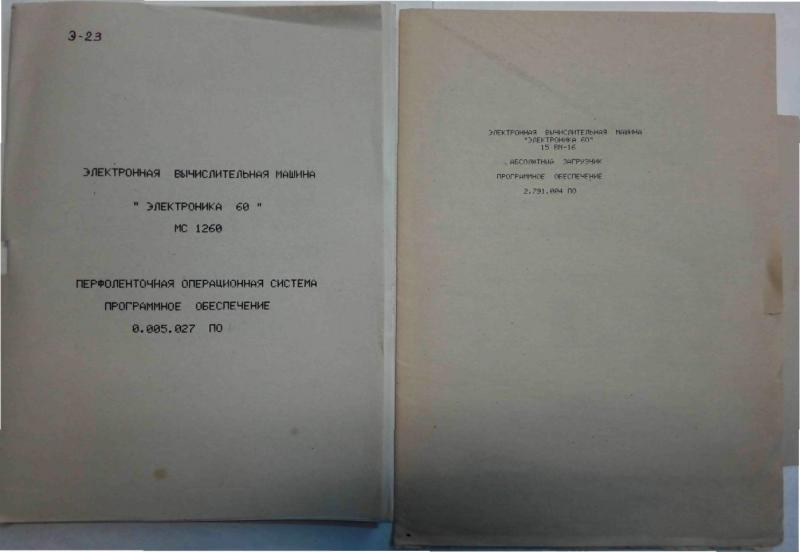 Э-23
ЭЛЕКТРОННАЯ ВЫЧИСЛИТЕЛЬНАЯ МАШИНА
" ЭЛЕКТРОНИКА 60 "
МС 1260
ПЕРФОЛЕНТОЧНАЯ ОПЕРАЦИОННАЯ СИСТЕМА
ПРОГРАММНОЕ ОБЕСПЕЧЕНИЕ
0.005.027 ПО
ЭЛЕКТРОННАЯ ВЫЧИСЛИТЕЛЬНАЯ МАШИНА
"ЭЛЕКТРОНИКА 60"
15 ВМ-16
ЗАГРУЗЧИК
ПРОГРАММНОЕ ОБЕСПЕЧЕНИЕ
2.791.004 ПО